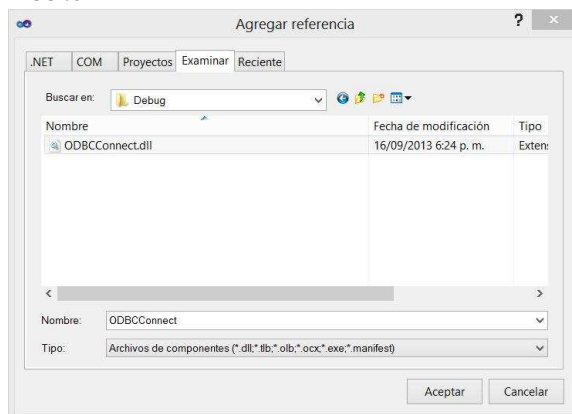 Agregar referencia
?
.NET COM Proyectos Examinar Reciente
Buscar en: Debug
Nombre Fecha de modificación Tipo
ODBCConnect.dll 16/09/2013 6:24 p. m. Extens
Nombre: ODBCConnect
Tipo: Archivos de componentes (*.dll;*.tlb;*.olb;*.ocx;*.exe;*.manifest)
Aceptar Cancelar